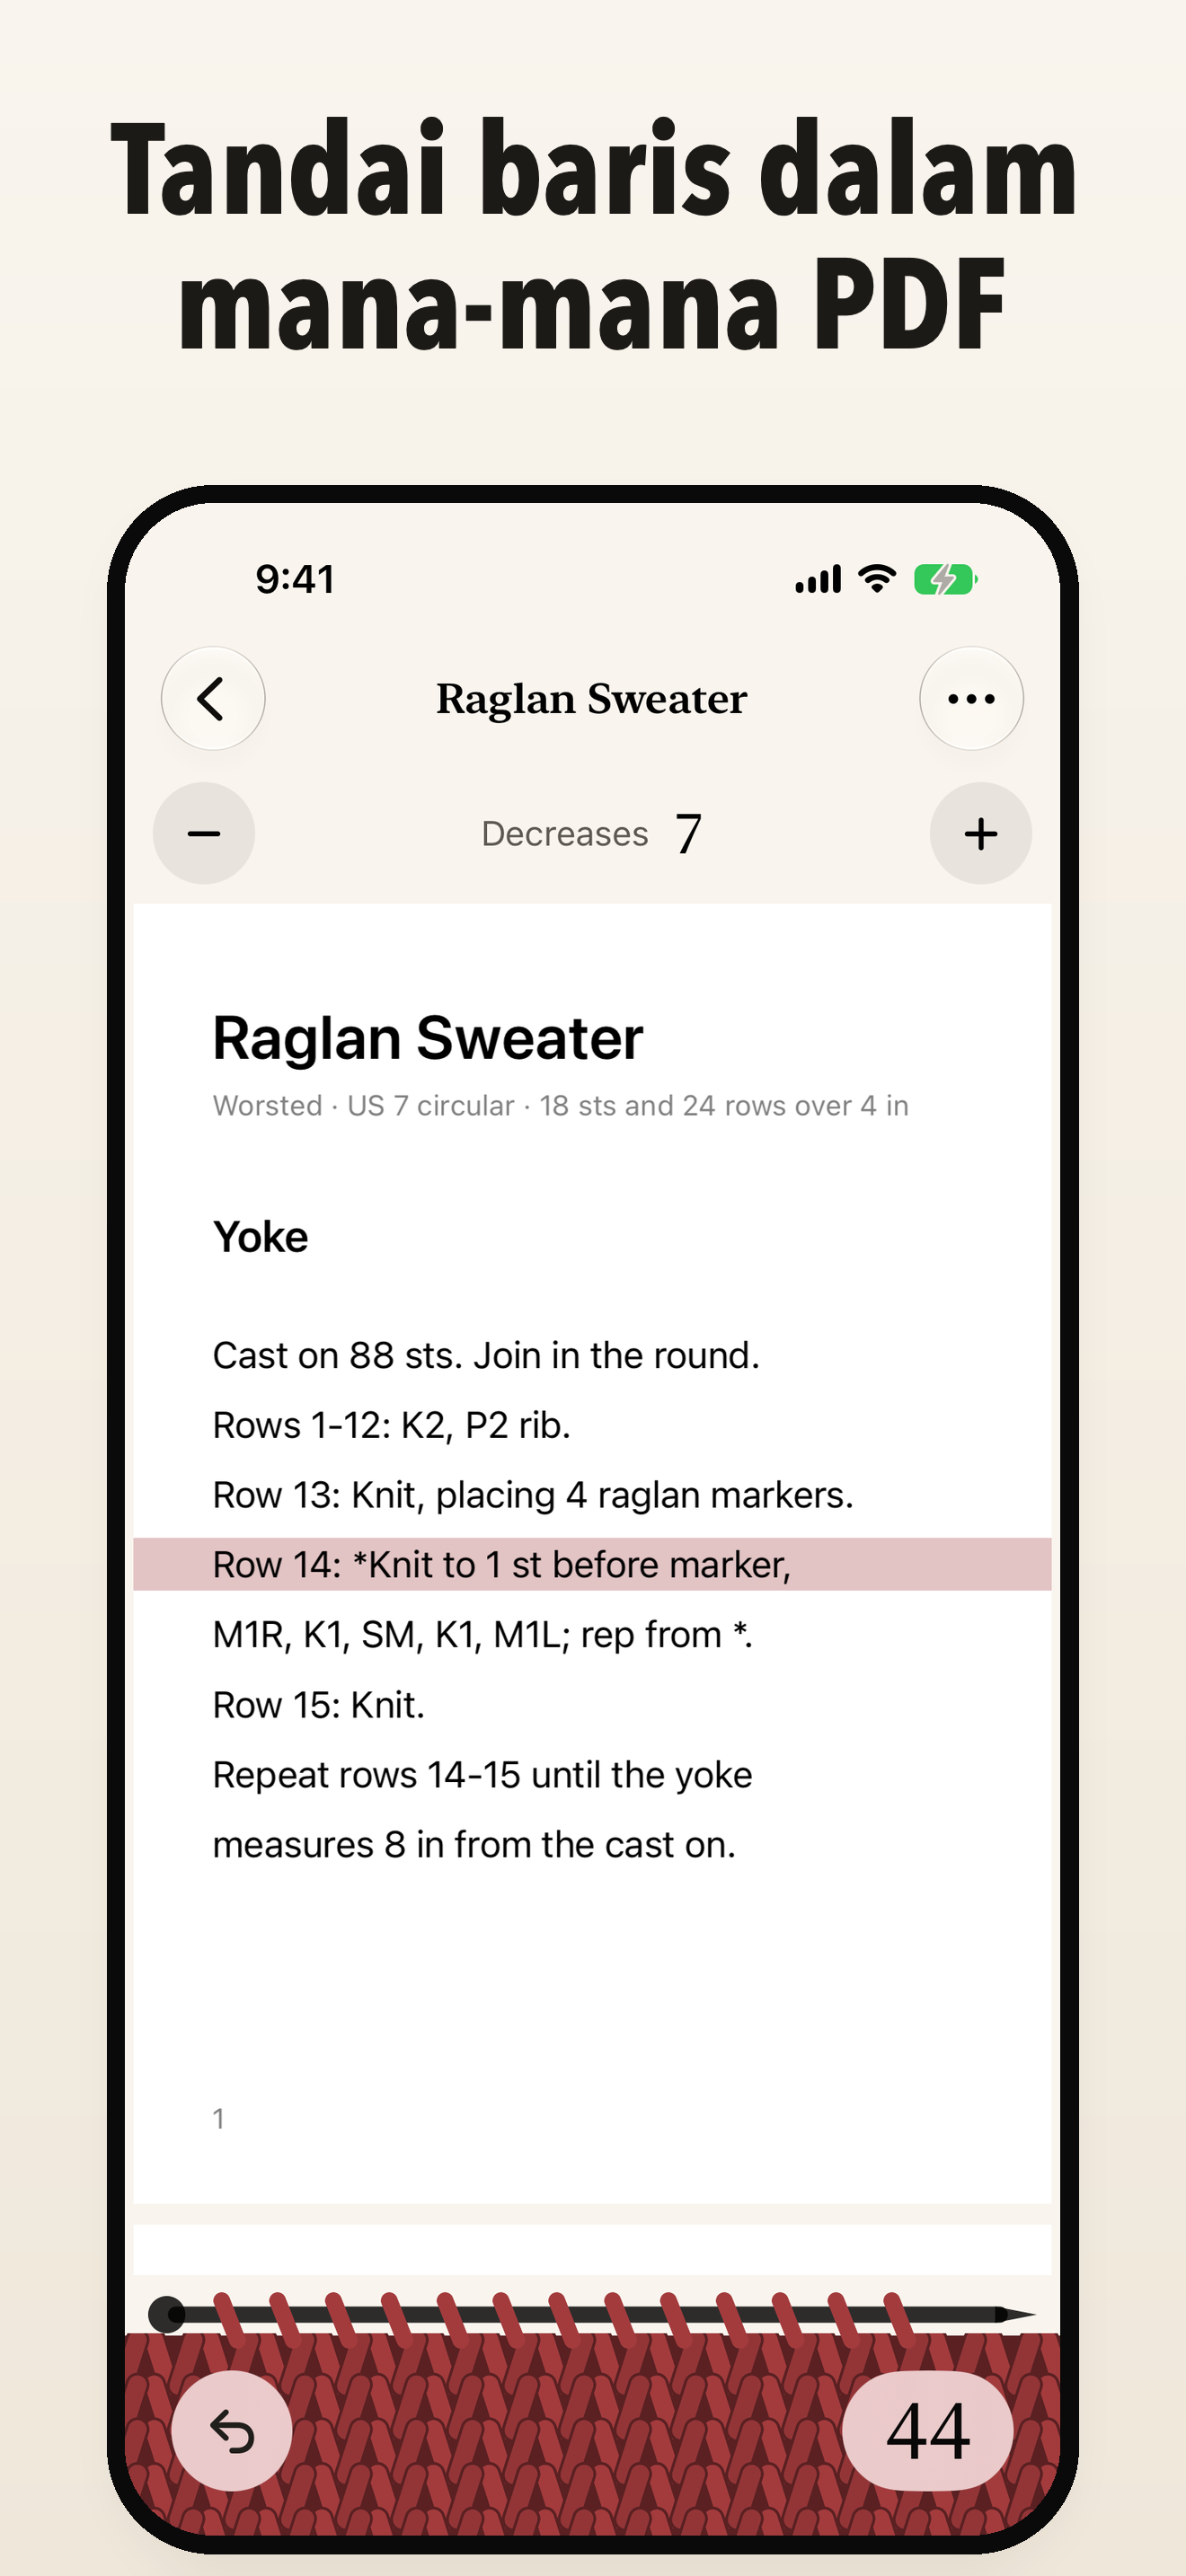 Tandai baris dalam
mana-mana PDF
9:41
Raglan Sweater
Decreases 7
Raglan Sweater
Worsted · US 7 circular · 18 sts and 24 rows over 4 in
Yoke
Cast on 88 sts. Join in the round.
Rows 1-12: K2, P2 rib.
Row 13: Knit, placing 4 raglan markers.
Row 14: *Knit to 1 st before marker,
M1R, K1, SM, K1, M1L; rep from *.
Row 15: Knit.
Repeat rows 14-15 until the yoke
measures 8 in from the cast on.
1
44